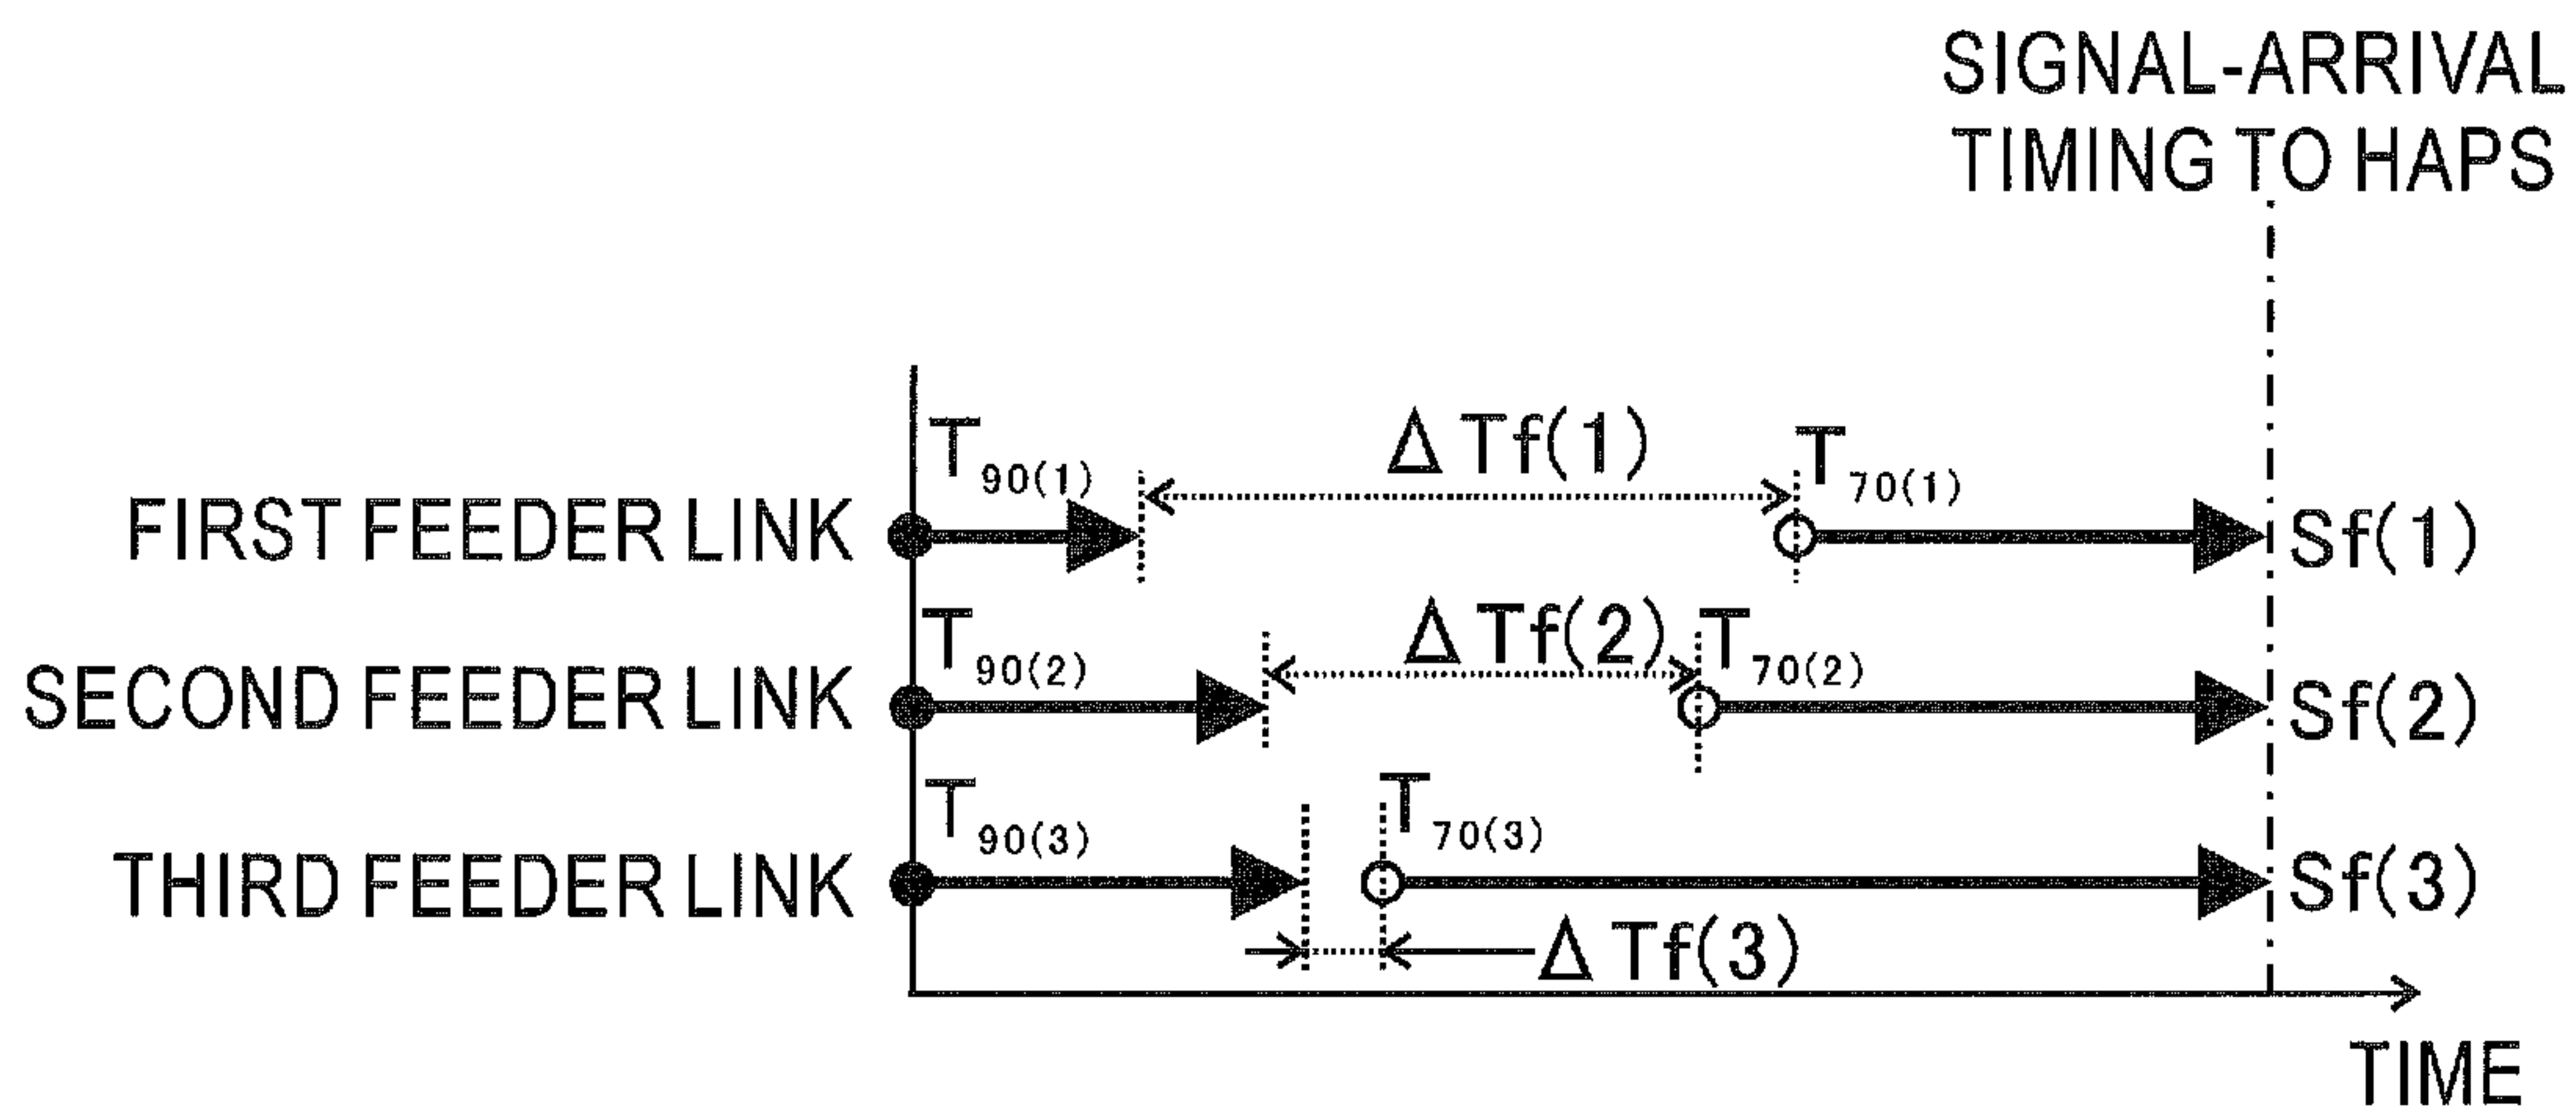 SIGNAL-ARRIVAL
TIMING TO HAPS
FIRST FEEDER LINK T90(1) ΔTf(1) T70(1) Sf(1)
SECOND FEEDER LINK T90(2) ΔTf(2) T70(2) Sf(2)
THIRD FEEDER LINK T90(3) T70(3) Sf(3)
ΔTf(3)
TIME